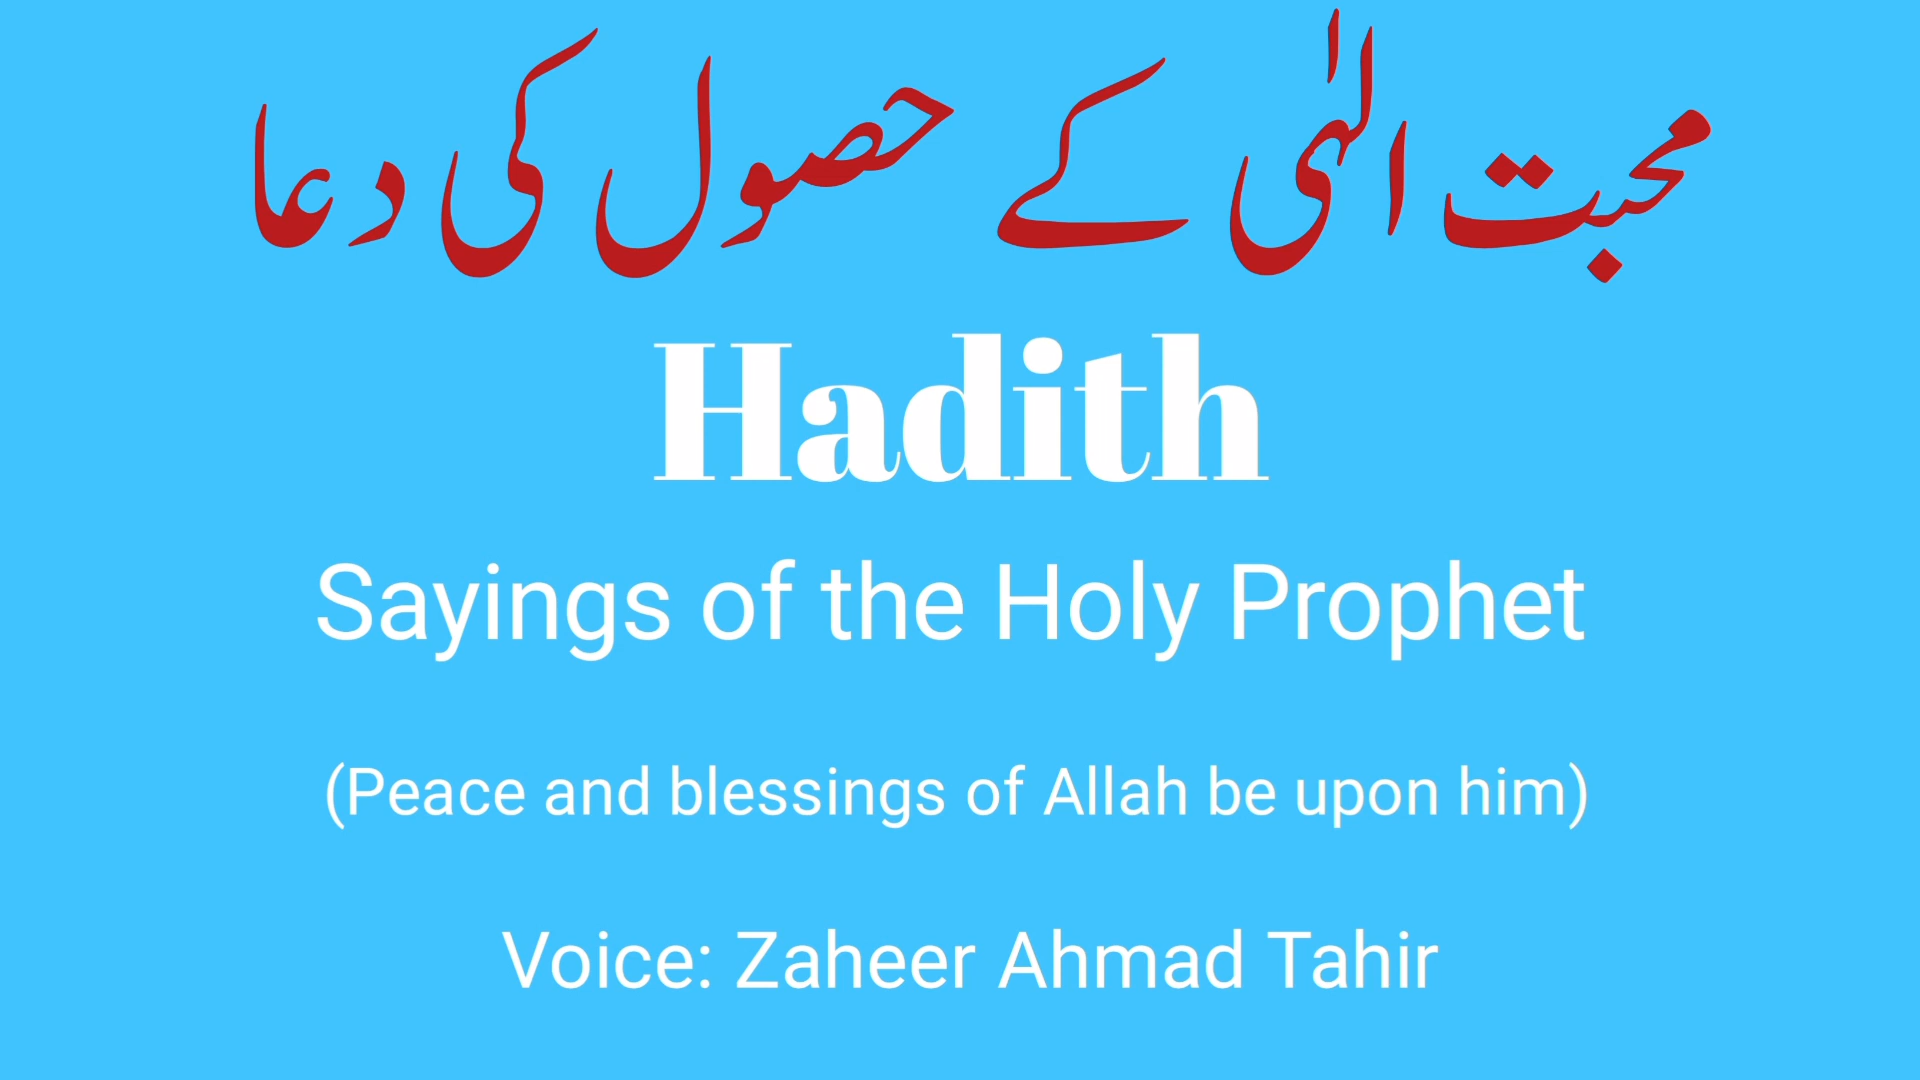 محبت الٰہی کے حصول کی دعا
Hadith
Sayings of the Holy Prophet
(Peace and blessings of Allah be upon him)
Voice: Zaheer Ahmad Tahir